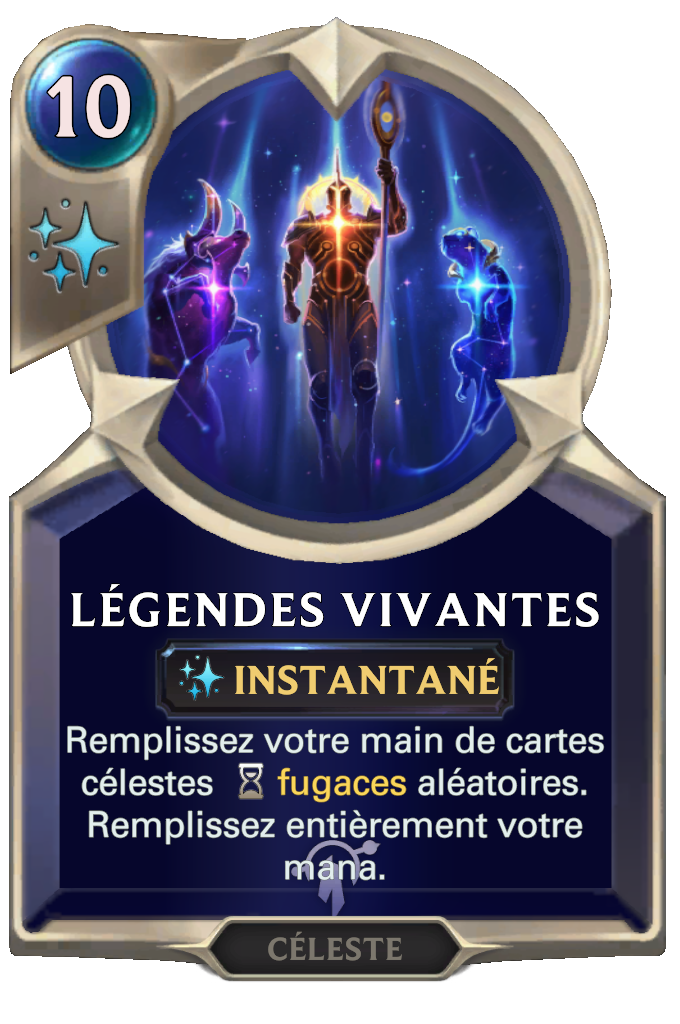 10
LÉGENDES VIVANTES
INSTANTANÉ
Remplissez votre main de cartes
célestes fugaces aléatoires.
Remplissez entièrement votre
mana.
CÉLESTE